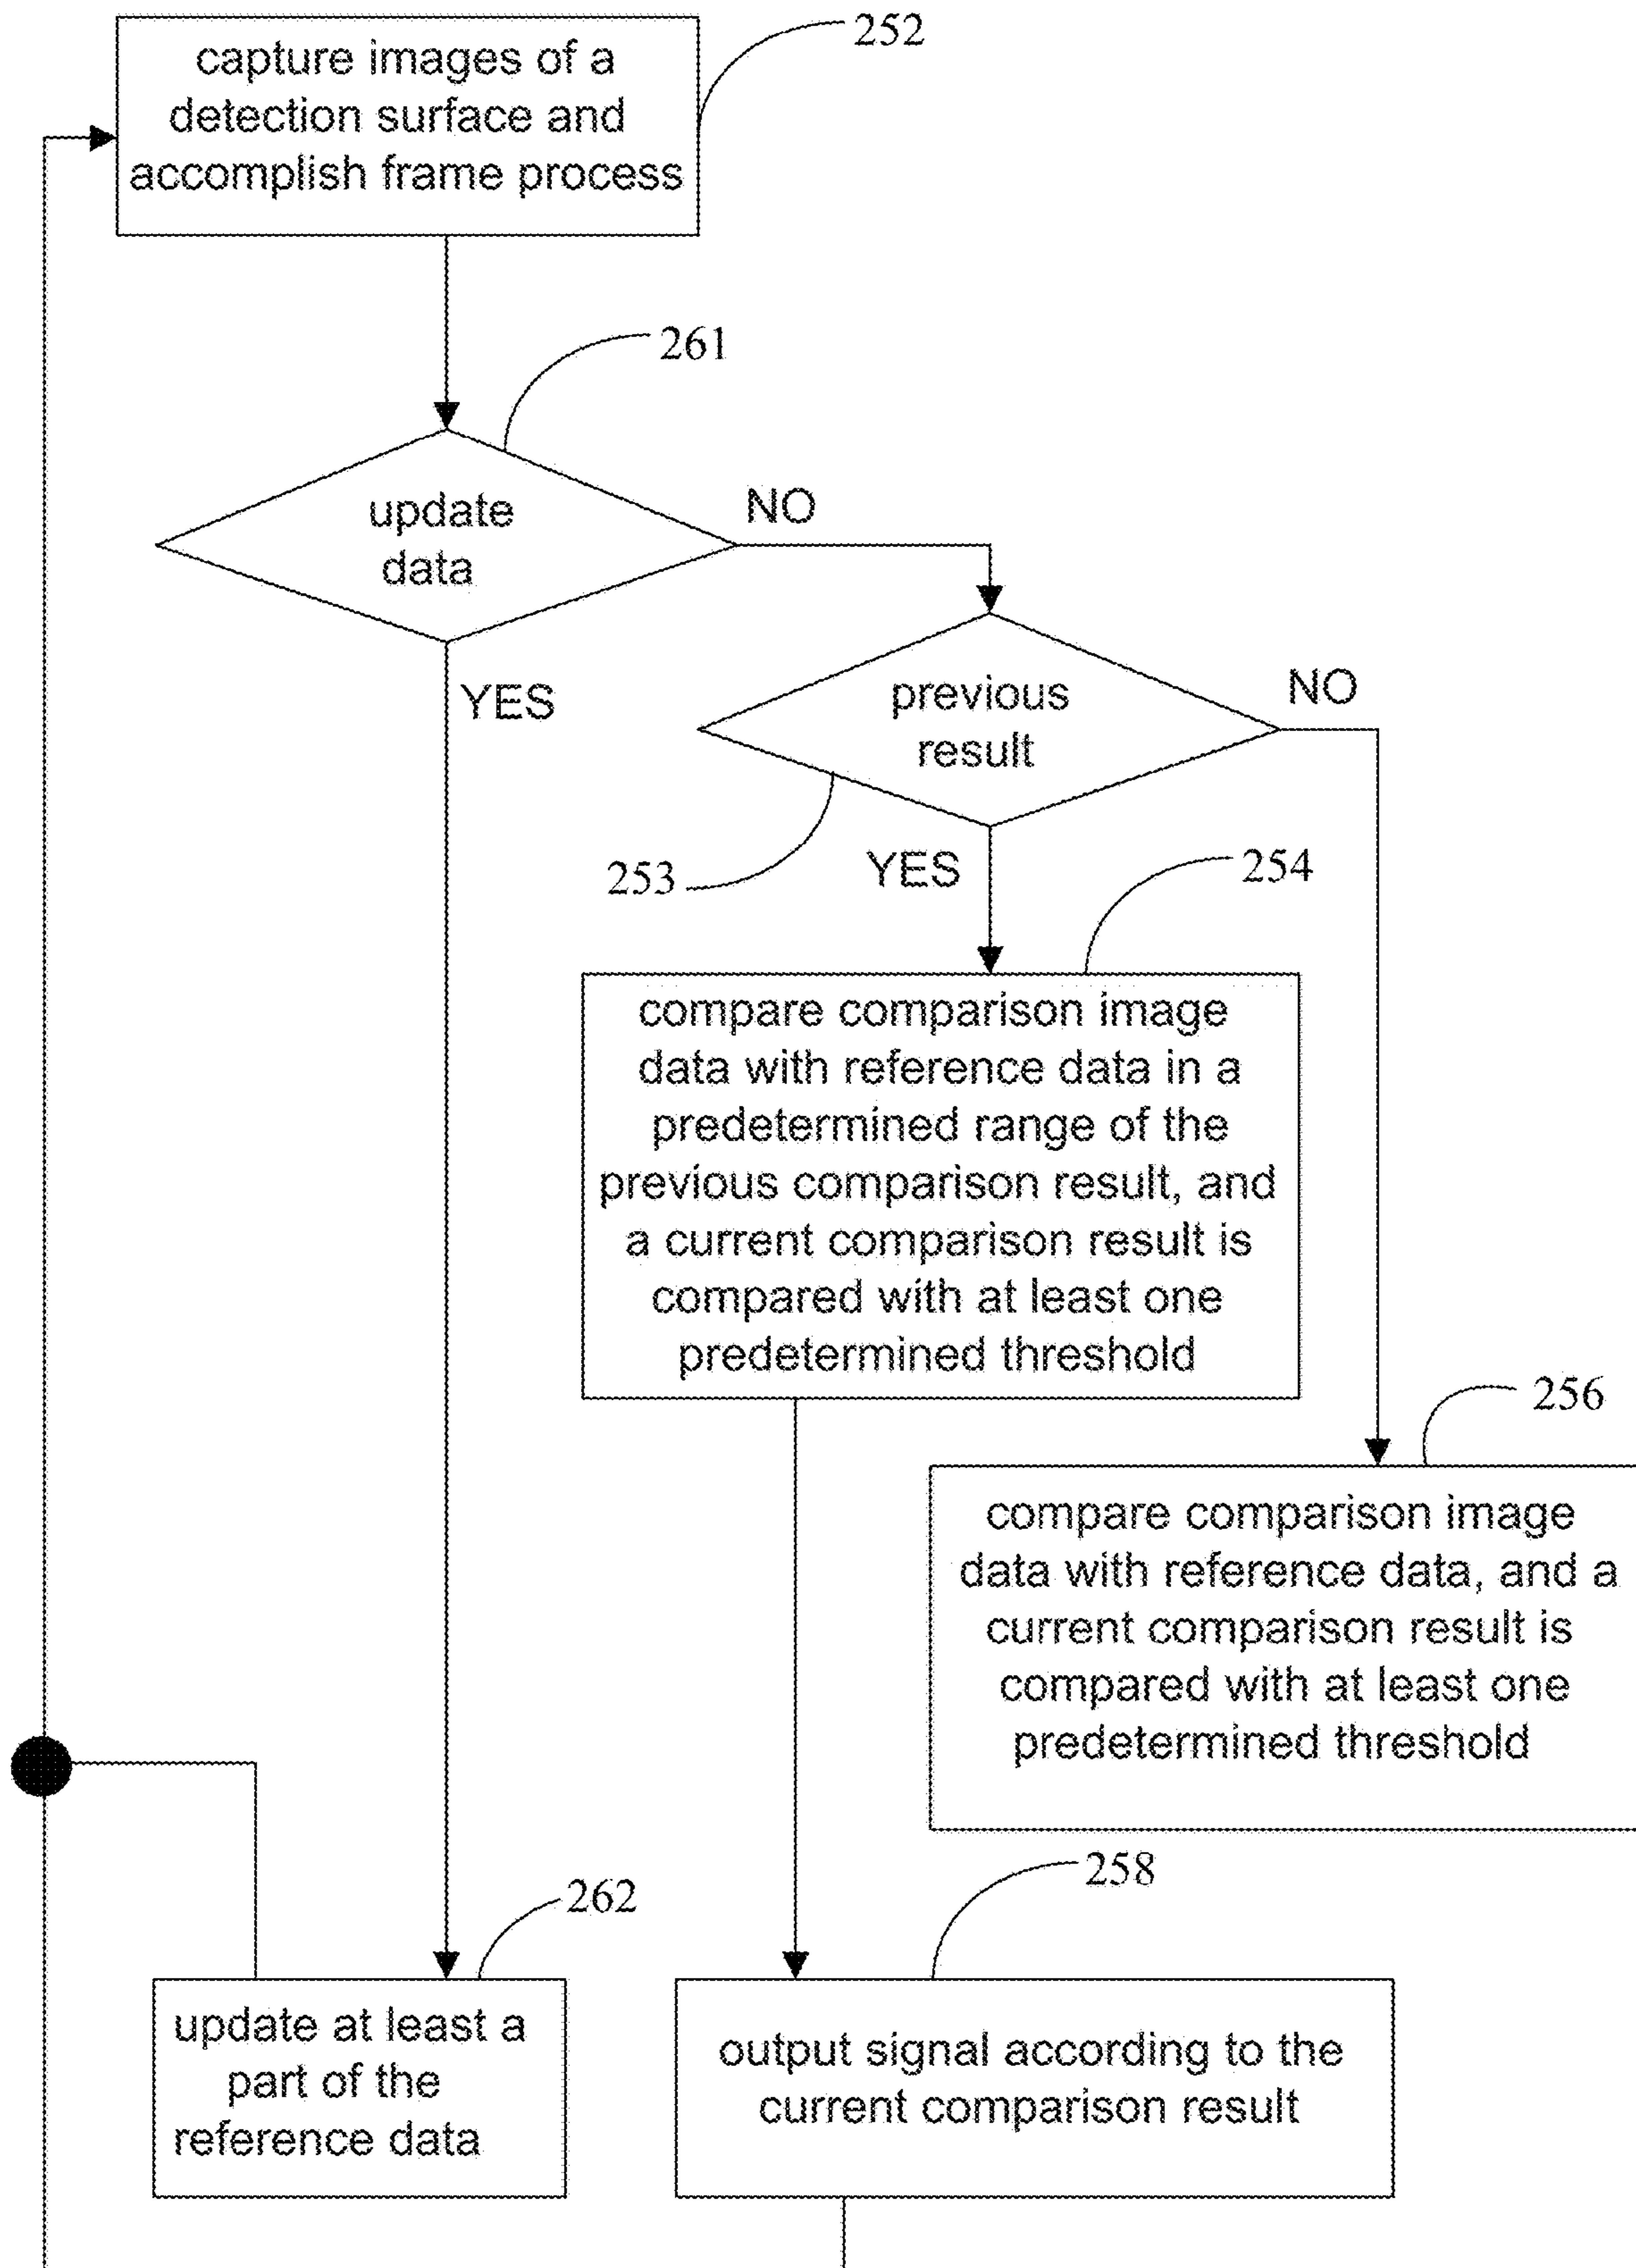 252
capture images of a
detection surface and
accomplish frame process
261
update
data
NO
YES
previous
result
NO
253
YES
254
compare comparison image
data with reference data in a
predetermined range of the
previous comparison result, and
a current comparison result is
compared with at least one
predetermined threshold
256
compare comparison image
data with reference data, and a
current comparison result is
compared with at least one
predetermined threshold
262
update at least a
part of the
reference data
258
output signal according to the
current comparison result